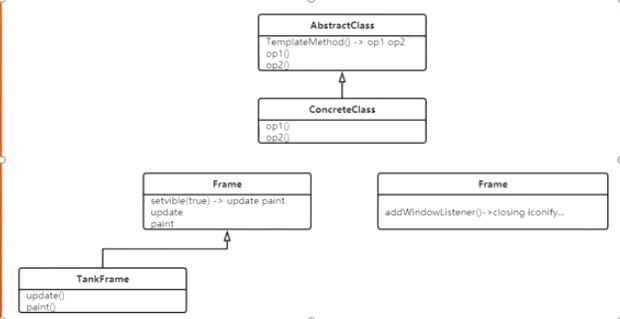 AbstractClass
TemplateMethod() -> op1 op2
op1()
op2()
ConcreteClass
op1()
op2()
Frame
setvible(true) -> update paint
update
paint
Frame
addWindowListener()->closing iconify...
TankFrame
update()
paint()